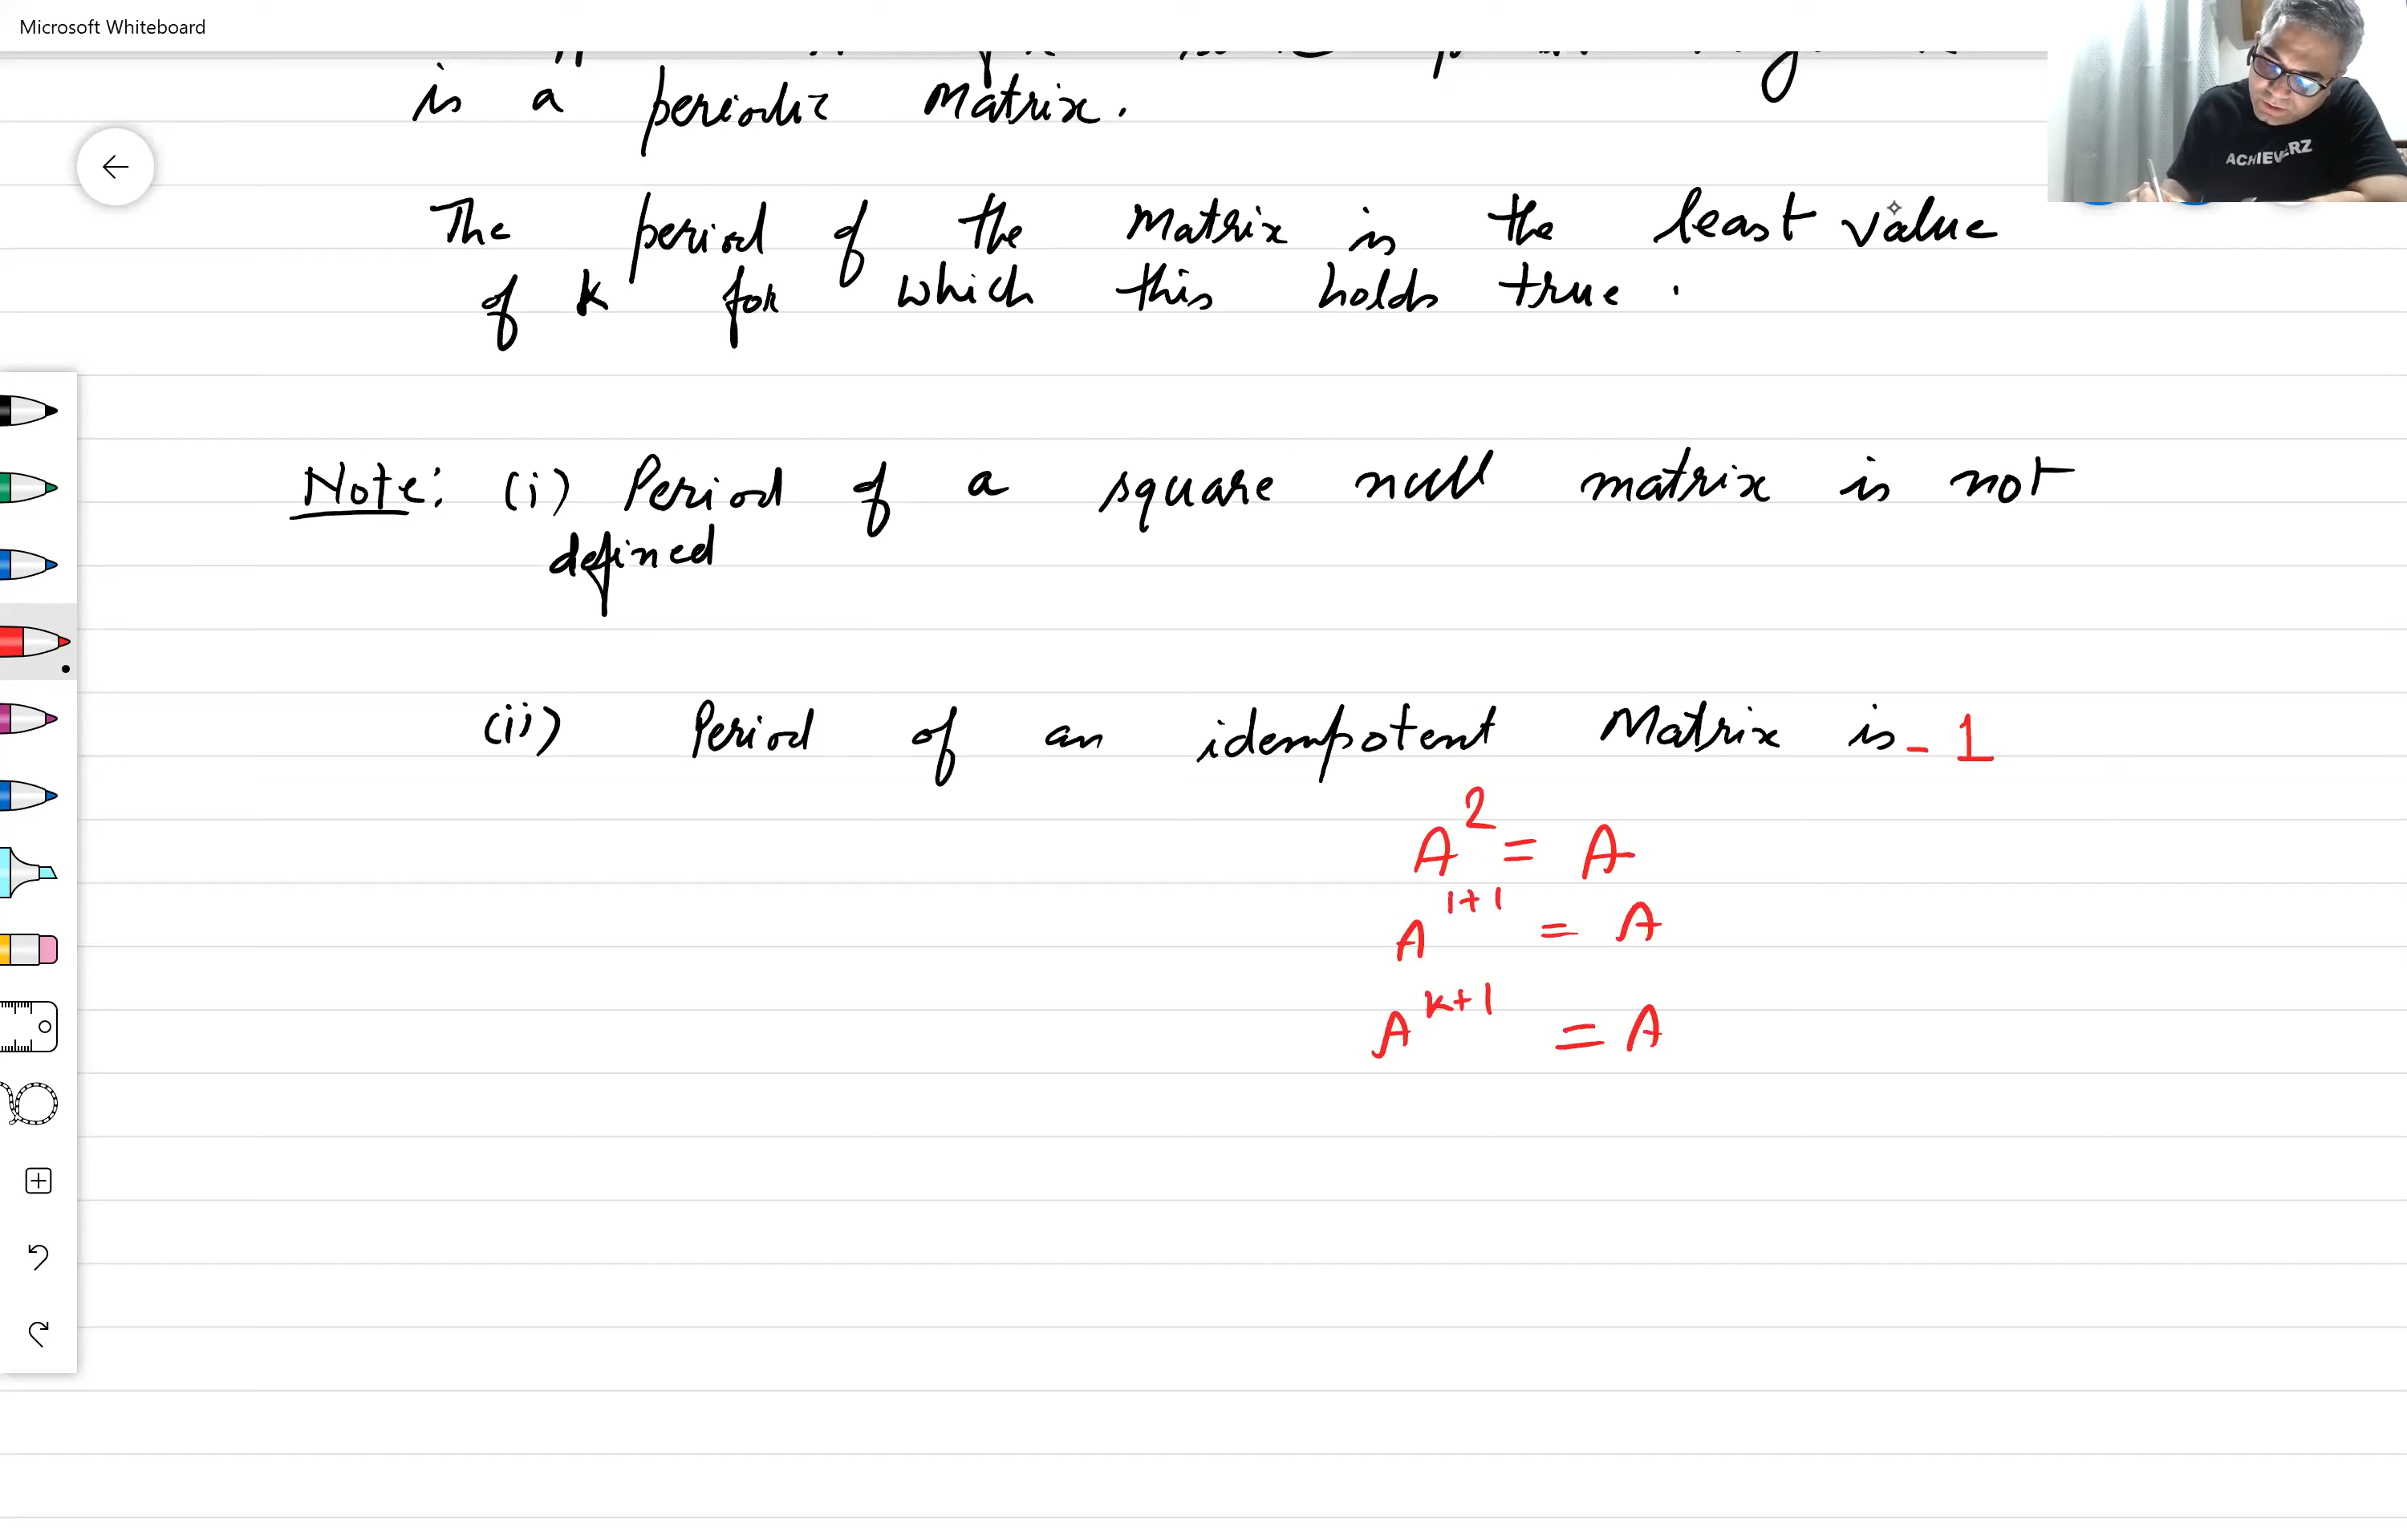 Microsoft Whiteboard
is a periodic matrix.
ACHIEVERZ
The period of the matrix is the least value
of k for which this holds true.
Note: (i) Period of a square null matrix is not
defined
(ii) Period of an idempotent Matrix is - 1
A² = A
A¹⁺¹ = A
Aᵏ⁺¹ = A